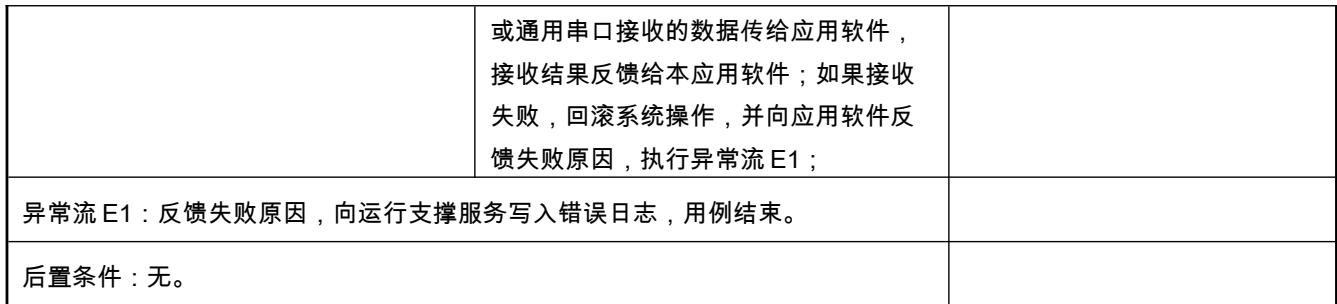 或通用串口接收的数据传给应用软件，
接收结果反馈给本应用软件；如果接收
失败，回滚系统操作，并向应用软件反
馈失败原因，执行异常流 E1；
异常流 E1：反馈失败原因，向运行支撑服务写入错误日志，用例结束。
后置条件：无。